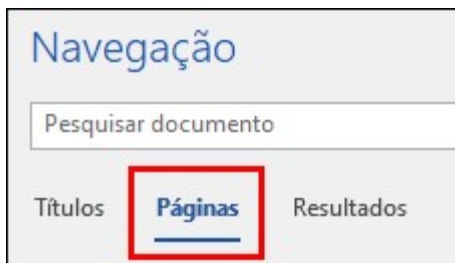 Navegação
Pesquisar documento
Títulos Páginas Resultados